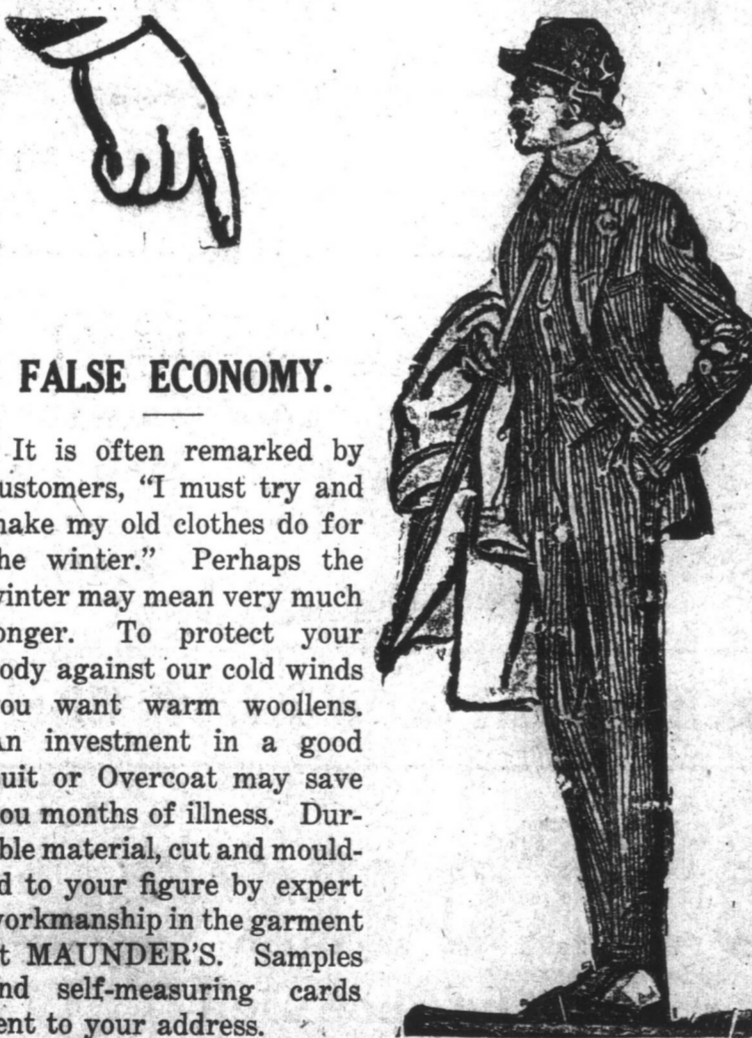 FALSE ECONOMY.
It is often remarked by
ustomers, "I must try and
nake my old clothes do for
he winter." Perhaps the
vinter may mean very much
onger. To protect your
ody against our cold winds
ou want warm woollens.
n investment in a good
uit or Overcoat may save
ou months of illness. Dur-
ble material, cut and mould-
d to your figure by expert
workmanship in the garment
t MAUNDER'S. Samples
nd self-measuring cards
ent to your address.